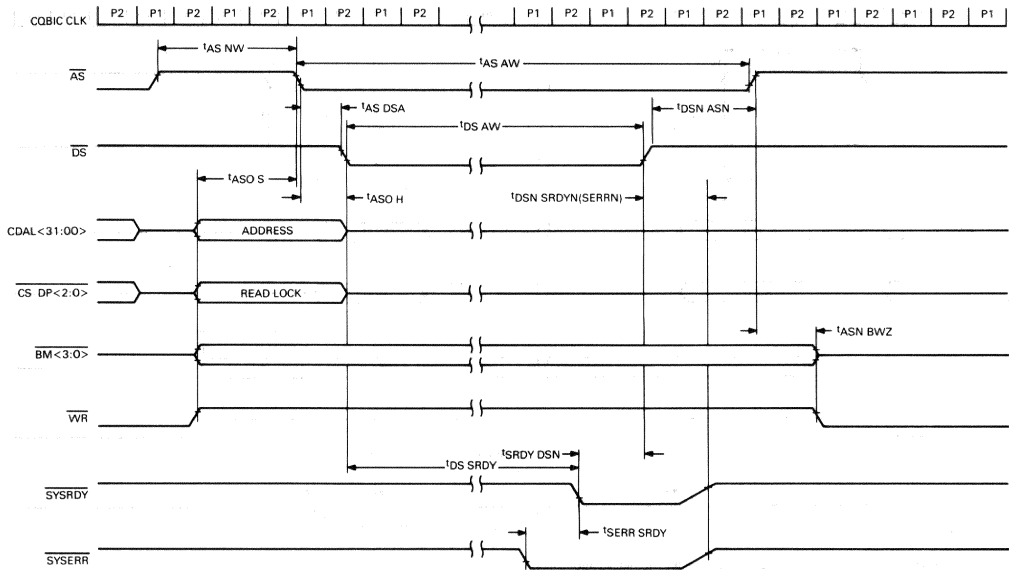 CQBIC CLK P2 P1 P2 P1 P2 P1 P2 P1 P2 P1 P2 P1 P2 P1 P2 P1 P2 P1 P2 P1
tAS NW
tAS AW
AS
tAS DSA
tDSN ASN
tDS AW
DS
tASO S
tASO H
tDSN SRDYN(SERRN)
CDAL<31:00> ADDRESS
CS DP<2:0> READ LOCK
tASN BWZ
BM<3:0>
WR
tSRDY DSN
tDS SRDY
SYSRDY
tSERR SRDY
SYSERR